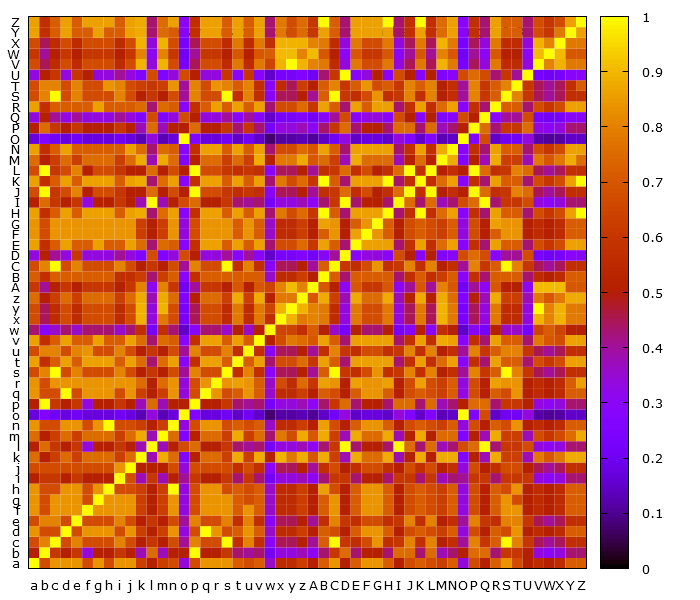 Z
Y
X
W
V
U
T
S
R
Q
P
O
N
M
L
K
J
I
H
G
F
E
D
C
B
A
z
y
x
w
v
u
t
s
r
q
p
o
n
m
l
k
j
i
h
g
f
e
d
c
b
a
a b c d e f g h i j k l m n o p q r s t u v w x y z A B C D E F G H I J K L M N O P Q R S T U V W X Y Z
1
0.9
0.8
0.7
0.6
0.5
0.4
0.3
0.2
0.1
0